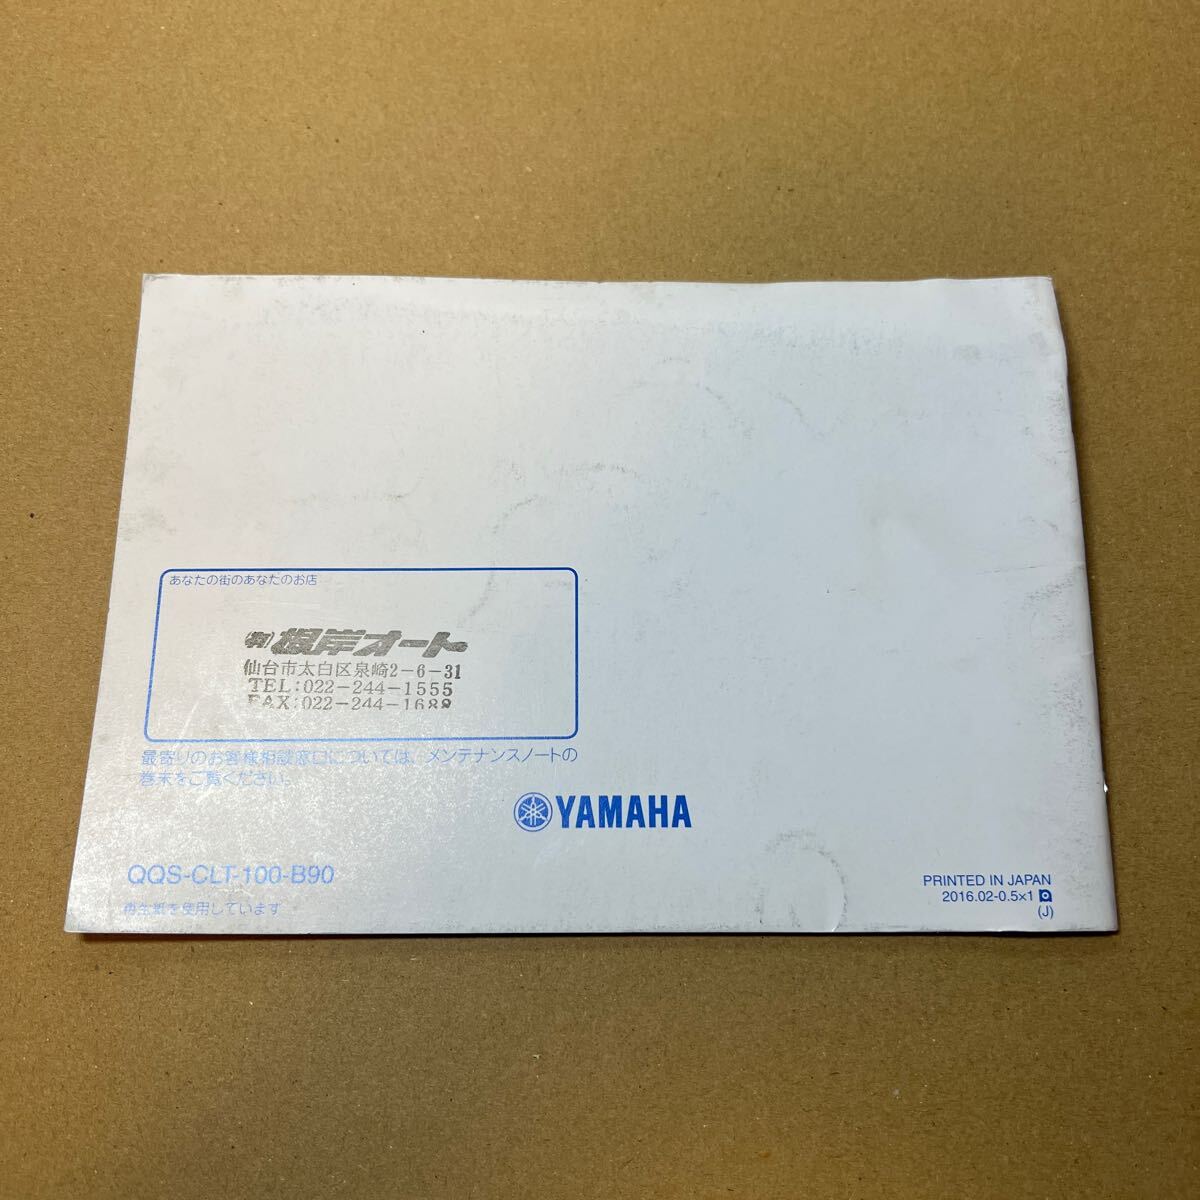 あなたの街のあなたのお店
(有)根岸オート
仙台市太白区泉崎2-6-31
TEL:022-244-1555
FAX:022-244-1688
最寄りのお客様相談窓口については、メンテナンスノートの
巻末をご覧ください。
YAMAHA
QQS-CLT-100-B90
再生紙を使用しています
PRINTED IN JAPAN
2016.02-0.5×1
(J)